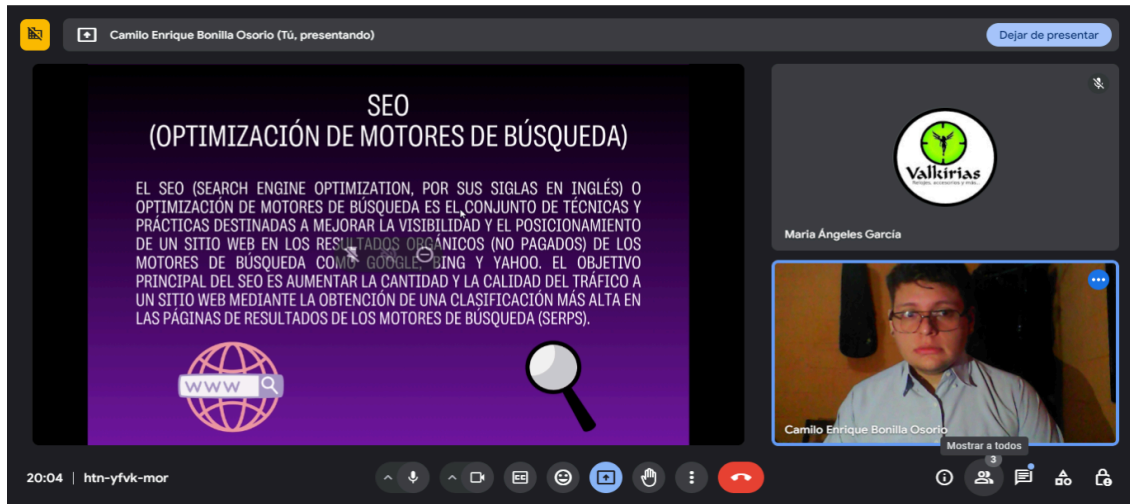 Camilo Enrique Bonilla Osorio (Tú, presentando)
Dejar de presentar
SEO
(OPTIMIZACIÓN DE MOTORES DE BÚSQUEDA)
EL SEO (SEARCH ENGINE OPTIMIZATION, POR SUS SIGLAS EN INGLÉS) O
OPTIMIZACIÓN DE MOTORES DE BÚSQUEDA ES EL CONJUNTO DE TÉCNICAS Y
PRÁCTICAS DESTINADAS A MEJORAR LA VISIBILIDAD Y EL POSICIONAMIENTO
DE UN SITIO WEB EN LOS RESULTADOS ORGÁNICOS (NO PAGADOS) DE LOS
MOTORES DE BÚSQUEDA COMO GOOGLE, BING Y YAHOO. EL OBJETIVO
PRINCIPAL DEL SEO ES AUMENTAR LA CANTIDAD Y LA CALIDAD DEL TRÁFICO A
UN SITIO WEB MEDIANTE LA OBTENCIÓN DE UNA CLASIFICACIÓN MÁS ALTA EN
LAS PÁGINAS DE RESULTADOS DE LOS MOTORES DE BÚSQUEDA (SERPS).
WWW
Valkirias
Relojes, accesorios y más...
Maria Ángeles García
Camilo Enrique Bonilla Osorio
Mostrar a todos
3
20:04 | htn-yfvk-mor
CC